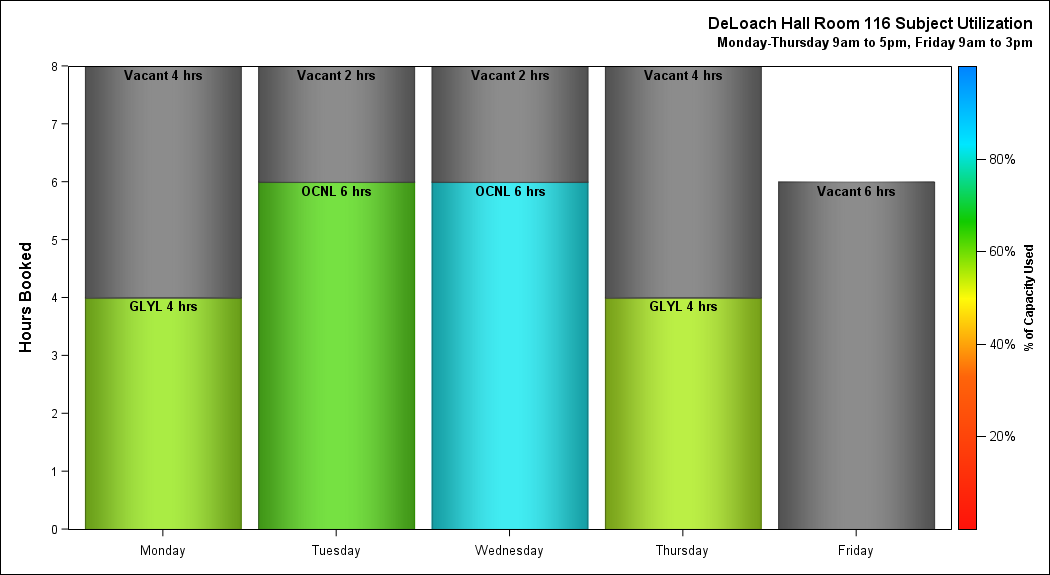 DeLoach Hall Room 116 Subject Utilization
Monday-Thursday 9am to 5pm, Friday 9am to 3pm
Hours Booked
8
7
6
5
4
3
2
1
0
Vacant 4 hrs
GLYL 4 hrs
Vacant 2 hrs
OCNL 6 hrs
Vacant 2 hrs
OCNL 6 hrs
Vacant 4 hrs
GLYL 4 hrs
Vacant 6 hrs
Monday
Tuesday
Wednesday
Thursday
Friday
80%
60%
40%
20%
% of Capacity Used